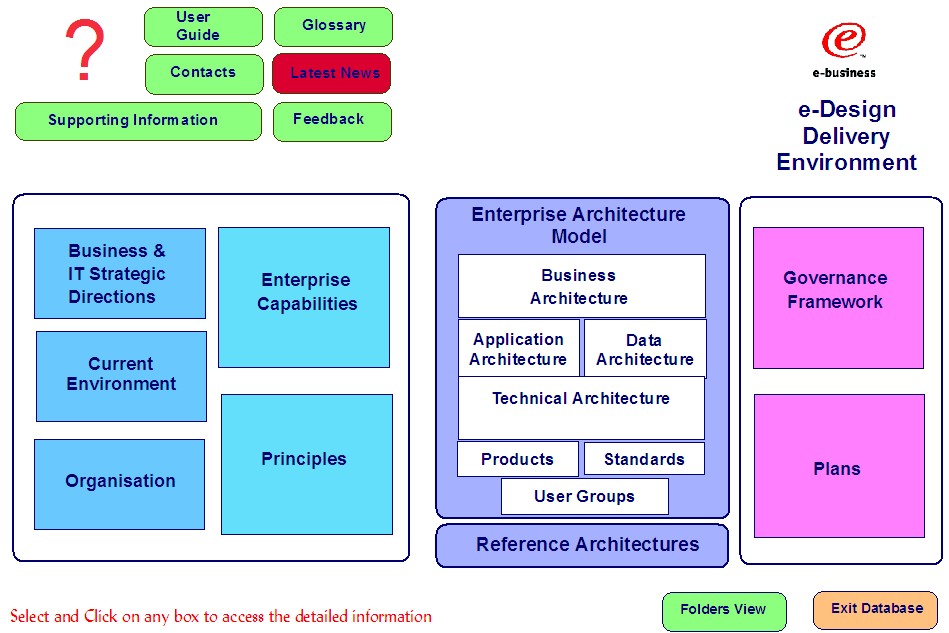 ?
User
Guide
Glossary
Contacts
Latest News
Supporting Information
Feedback
e
™
e-business
e-Design
Delivery
Environment
Business &
IT Strategic
Directions
Current
Environment
Organisation
Enterprise
Capabilities
Principles
Enterprise Architecture
Model
Business
Architecture
Application
Architecture
Data
Architecture
Technical Architecture
Products
Standards
User Groups
Reference Architectures
Governance
Framework
Plans
Select and Click on any box to access the detailed information
Folders View
Exit Database